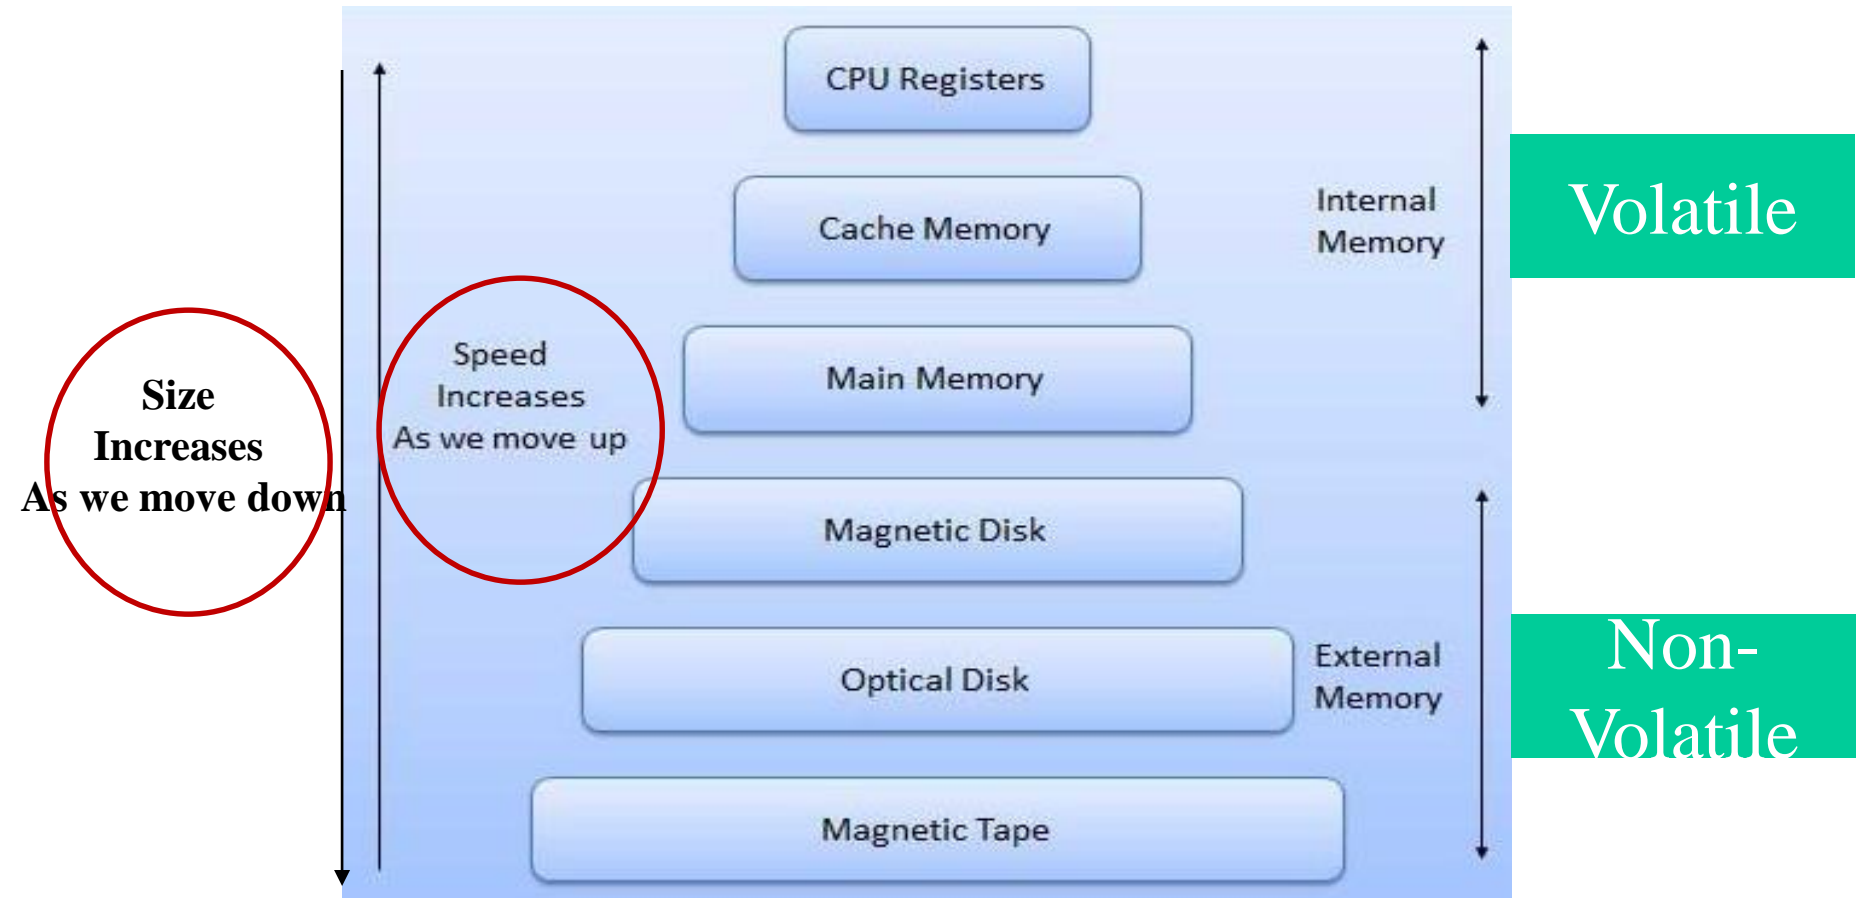 CPU Registers
Cache Memory
Internal
Memory
Volatile
Speed
Increases
As we move up
Main Memory
Size
Increases
As we move down
Magnetic Disk
Optical Disk
External
Memory
Non-
Volatile
Magnetic Tape